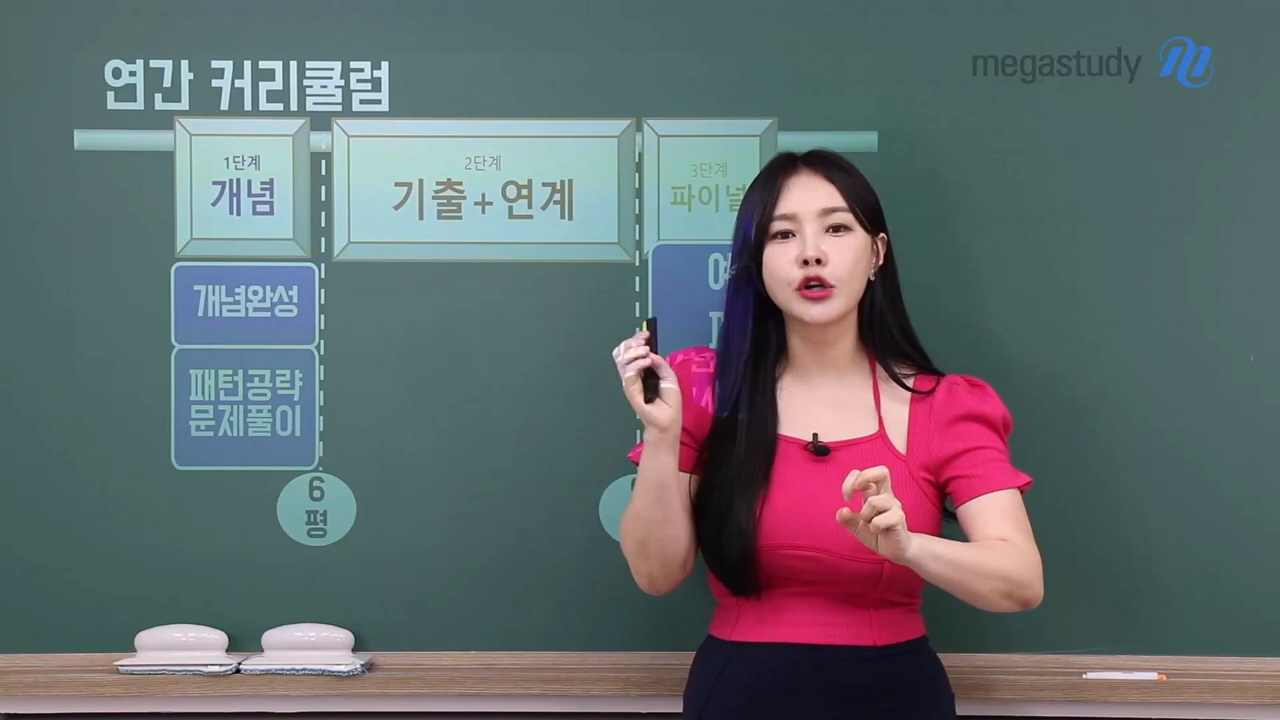 연간 커리큘럼
megastudy
1단계
개념
2단계
기출+연계
3단계
파이널
개념완성
패턴공략
문제풀이
6
평